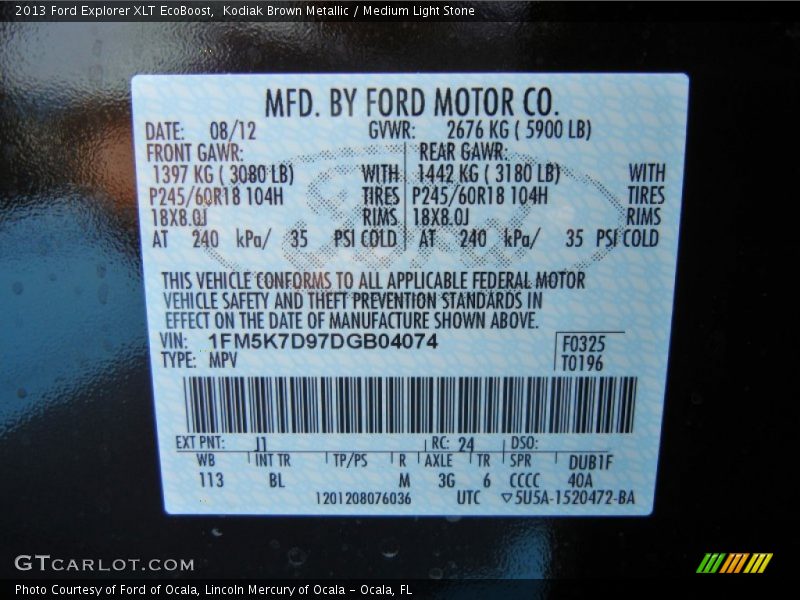 2013 Ford Explorer XLT EcoBoost,  Kodiak Brown Metallic / Medium Light Stone
MFD. BY FORD MOTOR CO.
DATE: 08/12 GVWR: 2676 KG ( 5900 LB)
FRONT GAWR: REAR GAWR:
1397 KG ( 3080 LB) WITH 1442 KG ( 3180 LB) WITH
P245/60R18 104H TIRES P245/60R18 104H TIRES
18X8.0J RIMS 18X8.0J RIMS
AT 240 kPa/ 35 PSI COLD AT 240 kPa/ 35 PSI COLD
THIS VEHICLE CONFORMS TO ALL APPLICABLE FEDERAL MOTOR
VEHICLE SAFETY AND THEFT PREVENTION STANDARDS IN
EFFECT ON THE DATE OF MANUFACTURE SHOWN ABOVE.
VIN: 1FM5K7D97DGB04074 F0325
TYPE: MPV T0196
EXT PNT: J1 RC: 24 DSO:
WB INT TR TP/PS R AXLE TR SPR DUB1F
113 BL M 3G 6 CCCC 40A
1201208076036 UTC ▽5U5A-1520472-BA
GTCARLOT.COM
Photo Courtesy of Ford of Ocala, Lincoln Mercury of Ocala - Ocala, FL